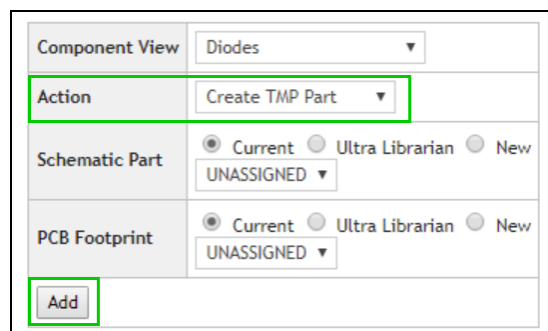 Component View Diodes
Action Create TMP Part
Schematic Part Current Ultra Librarian New
UNASSIGNED
PCB Footprint Current Ultra Librarian New
UNASSIGNED
Add